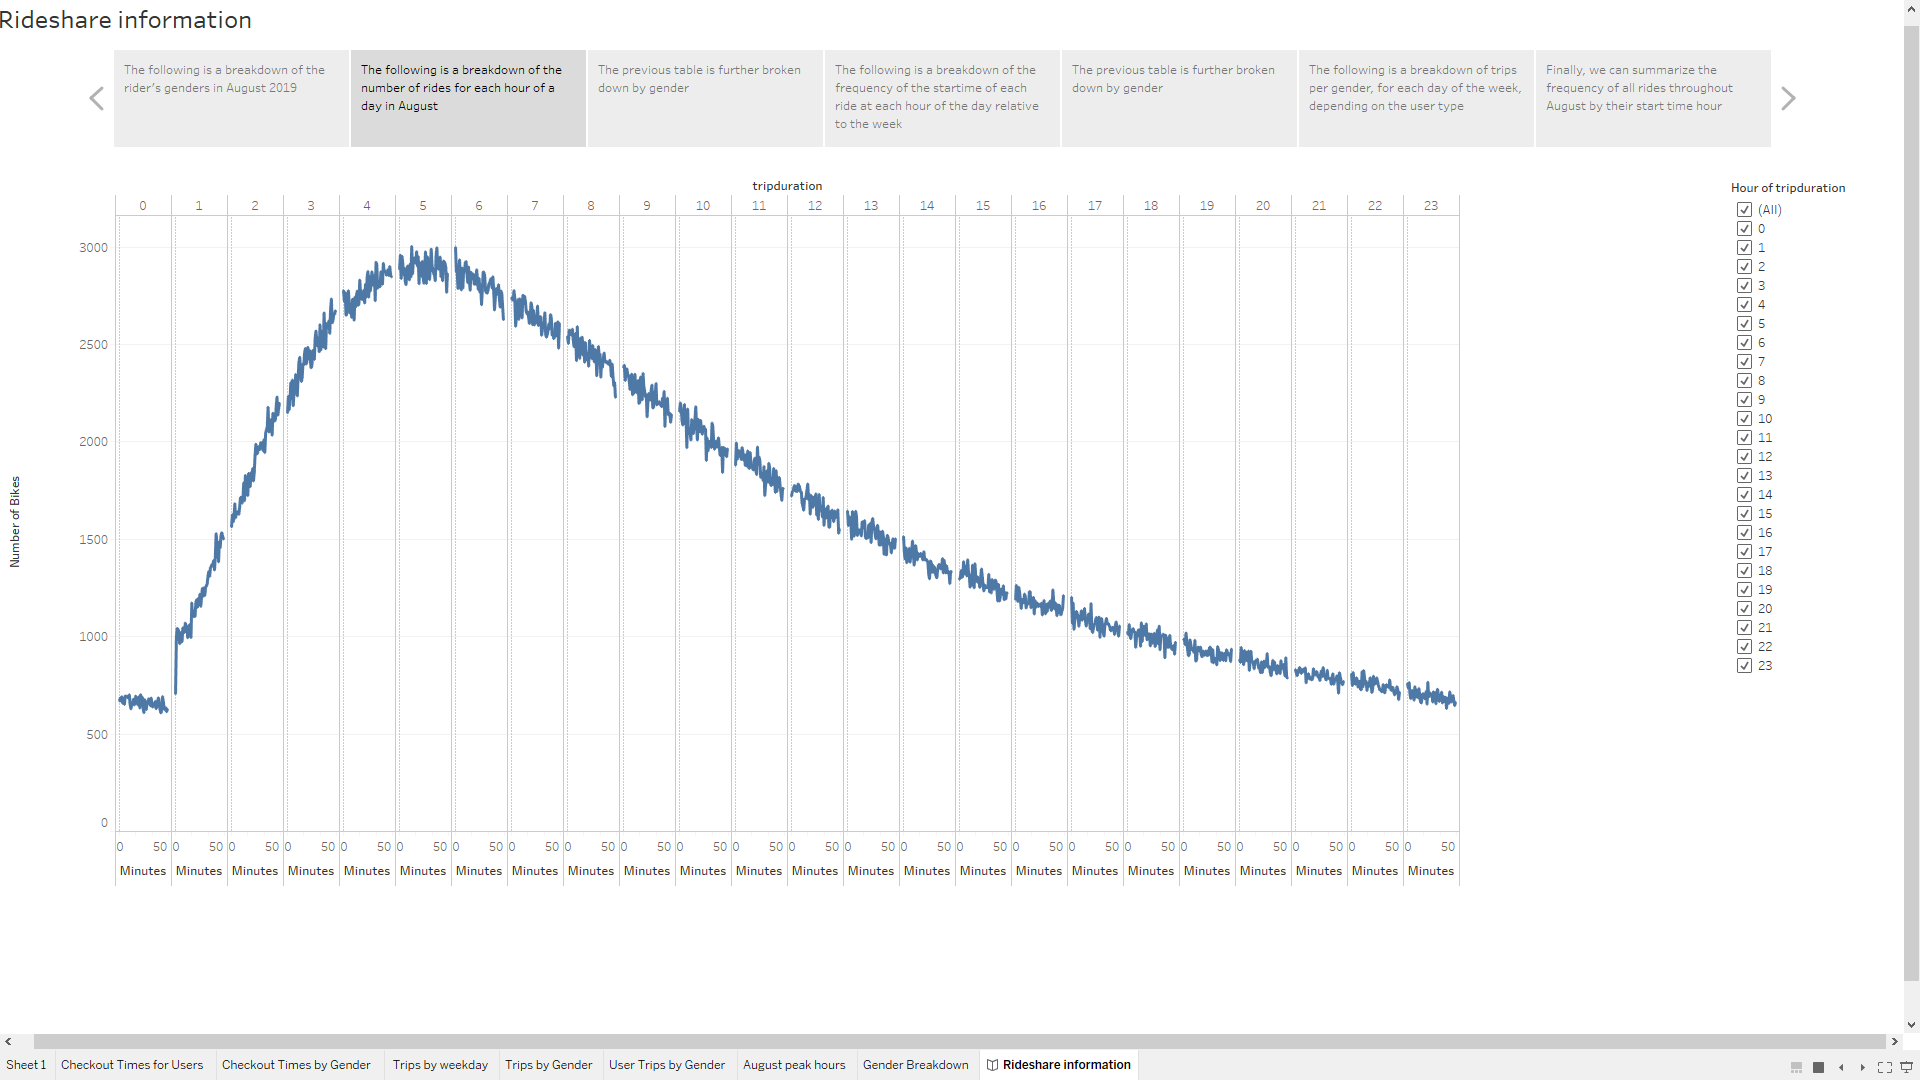 Rideshare information
The following is a breakdown of the
rider's genders in August 2019
The following is a breakdown of the
number of rides for each hour of a
day in August
The previous table is further broken
down by gender
The following is a breakdown of the
frequency of the startime of each
ride at each hour of the day relative
to the week
The previous table is further broken
down by gender
The following is a breakdown of trips
per gender, for each day of the week,
depending on the user type
Finally, we can summarize the
frequency of all rides throughout
August by their start time hour
tripduration
0 1 2 3 4 5 6 7 8 9 10 11 12 13 14 15 16 17 18 19 20 21 22 23
3000
2500
2000
1500
1000
500
0
Number of Bikes
0 50 0 50 0 50 0 50 0 50 0 50 0 50 0 50 0 50 0 50 0 50 0 50 0 50 0 50 0 50 0 50 0 50 0 50 0 50 0 50 0 50 0 50 0 50 0 50
Minutes Minutes Minutes Minutes Minutes Minutes Minutes Minutes Minutes Minutes Minutes Minutes Minutes Minutes Minutes Minutes Minutes Minutes Minutes Minutes Minutes Minutes Minutes Minutes
Hour of tripduration
(All)
0
1
2
3
4
5
6
7
8
9
10
11
12
13
14
15
16
17
18
19
20
21
22
23
Sheet 1 Checkout Times for Users Checkout Times by Gender Trips by weekday Trips by Gender User Trips by Gender August peak hours Gender Breakdown Rideshare information